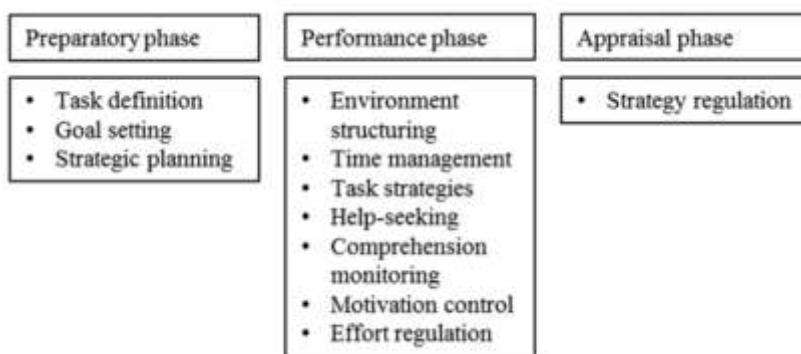 Preparatory phase
• Task definition
• Goal setting
• Strategic planning
Performance phase
• Environment
structuring
• Time management
• Task strategies
• Help-seeking
• Comprehension
monitoring
• Motivation control
• Effort regulation
Appraisal phase
• Strategy regulation